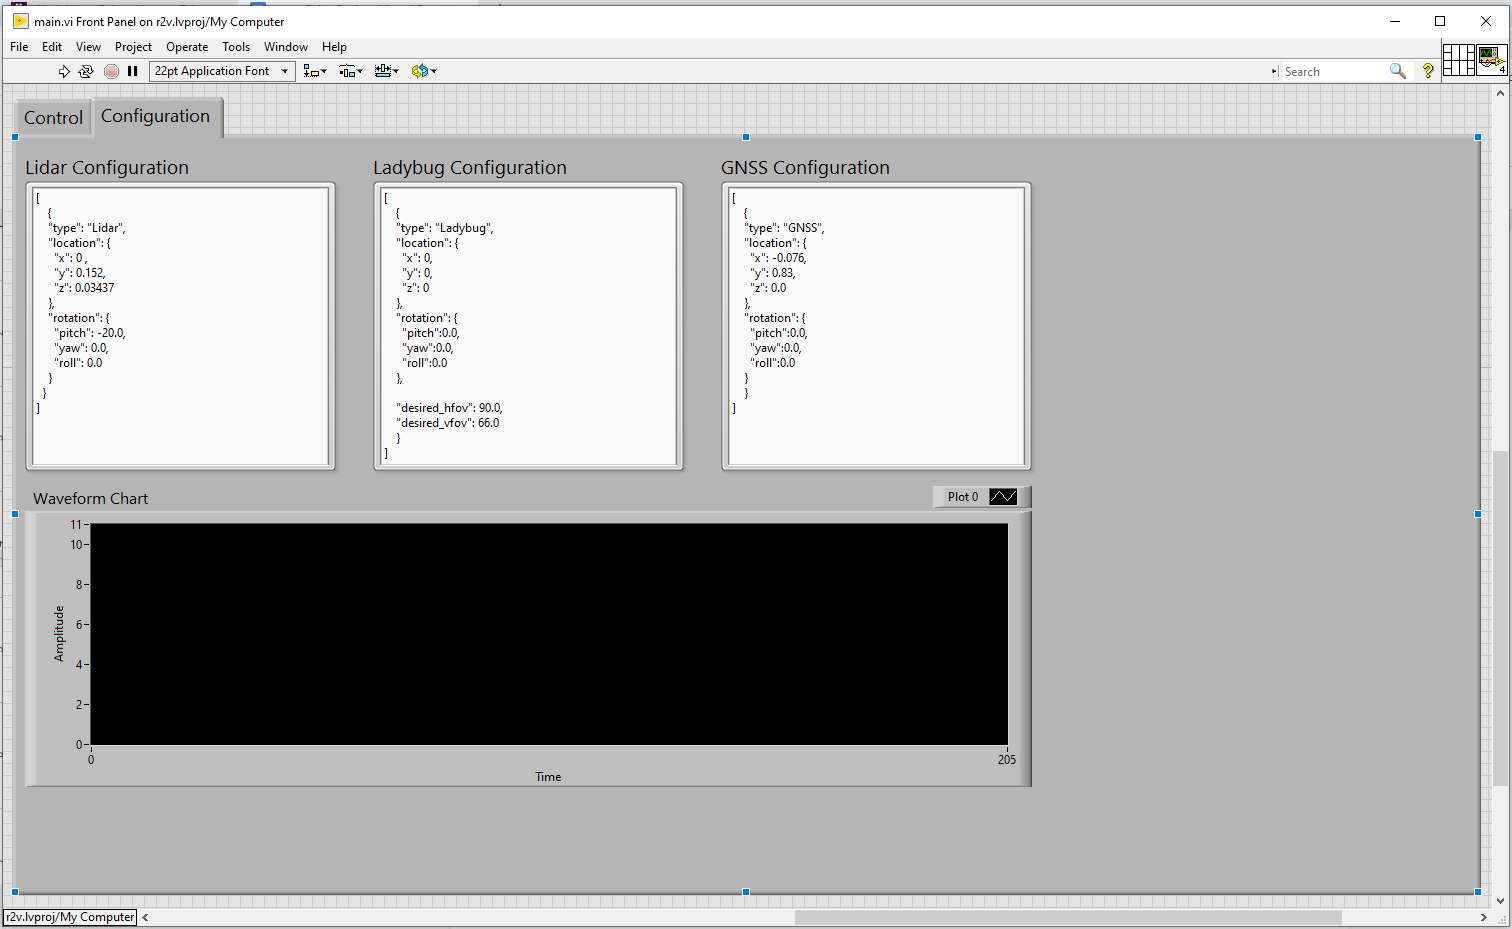 main.vi Front Panel on r2v.lvproj/My Computer
File Edit View Project Operate Tools Window Help
22pt Application Font
Search
4
Control
Configuration
Lidar Configuration
[
{
"type": "Lidar",
"location": {
"x": 0 ,
"y": 0.152,
"z": 0.03437
},
"rotation": {
"pitch": -20.0,
"yaw": 0.0,
"roll": 0.0
}
}
]
Ladybug Configuration
[
{
"type": "Ladybug",
"location": {
"x": 0,
"y": 0,
"z": 0
},
"rotation": {
"pitch":0.0,
"yaw":0.0,
"roll":0.0
},
"desired_hfov": 90.0,
"desired_vfov": 66.0
}
]
GNSS Configuration
[
{
"type": "GNSS",
"location": {
"x": -0.076,
"y": 0.83,
"z": 0.0
},
"rotation": {
"pitch":0.0,
"yaw":0.0,
"roll":0.0
}
}
]
Waveform Chart
Plot 0
Amplitude
11
10
8
6
4
2
0
0
205
Time
r2v.lvproj/My Computer